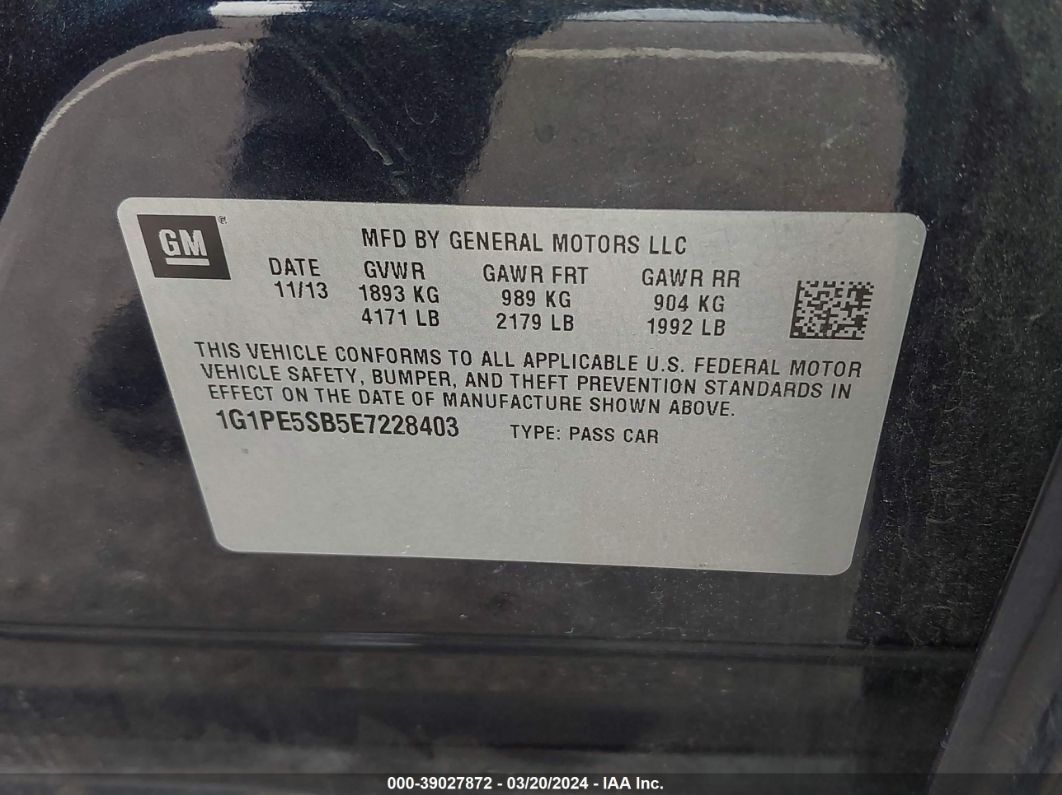 GM®
MFD BY GENERAL MOTORS LLC
DATE GVWR GAWR FRT GAWR RR
11/13 1893 KG 989 KG 904 KG
4171 LB 2179 LB 1992 LB
THIS VEHICLE CONFORMS TO ALL APPLICABLE U.S. FEDERAL MOTOR
VEHICLE SAFETY, BUMPER, AND THEFT PREVENTION STANDARDS IN
EFFECT ON THE DATE OF MANUFACTURE SHOWN ABOVE.
1G1PE5SB5E7228403 TYPE: PASS CAR
000-39027872 - 03/20/2024 - IAA Inc.